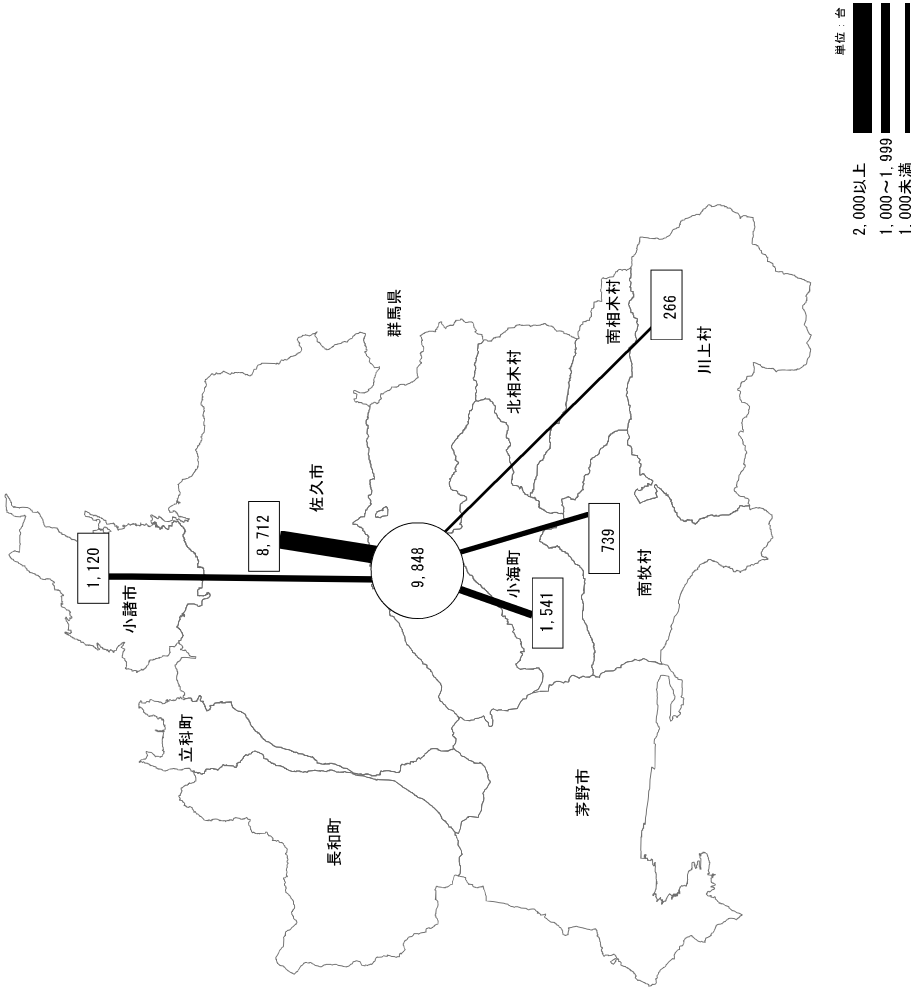 単位：台
2,000以上
1,000～1,999
1,000未満
1,120
小諸市
8,712
佐久市
群馬県
立科町
長和町
9,848
小海町
1,541
739
南牧村
北相木村
南相木村
266
川上村
茅野市